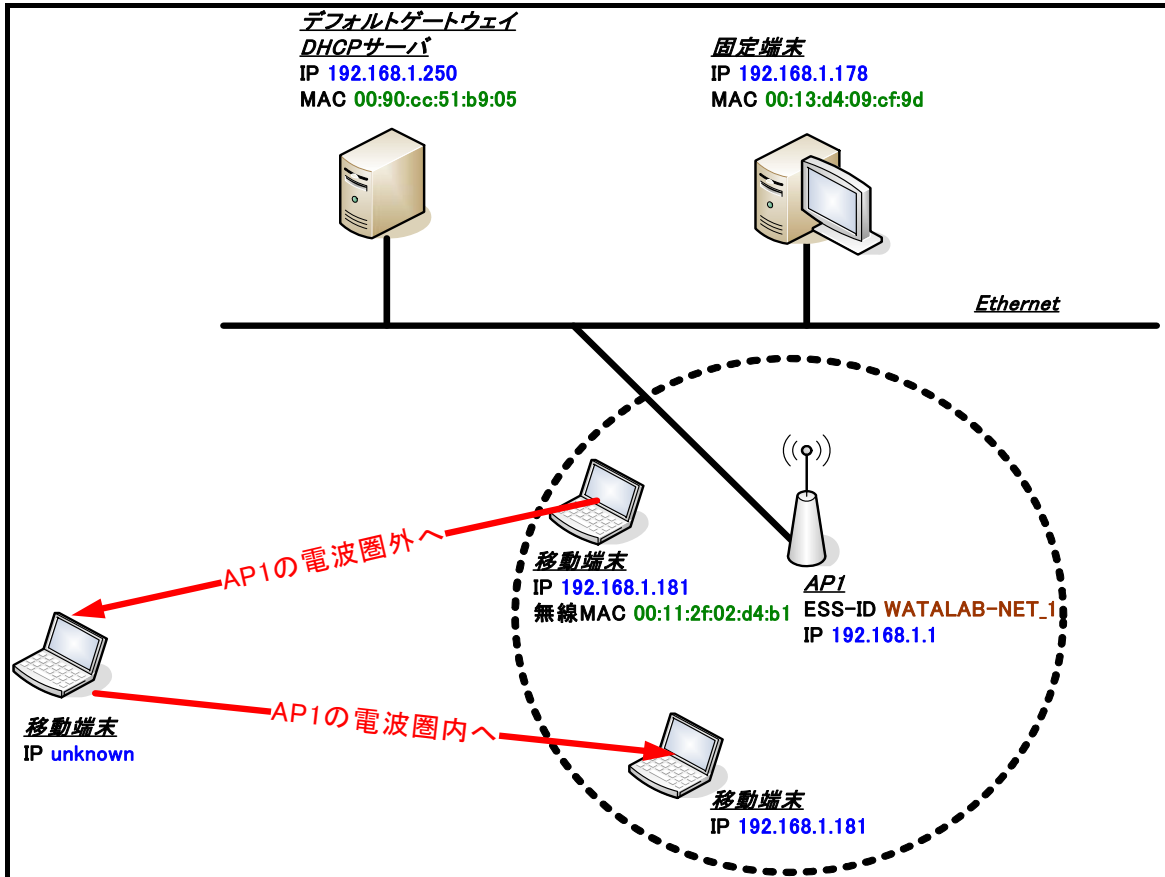 デフォルトゲートウェイ
DHCPサーバ
IP 192.168.1.250
MAC 00:90:cc:51:b9:05
固定端末
IP 192.168.1.178
MAC 00:13:d4:09:cf:9d
Ethernet
AP1の電波圏外へ
移動端末
IP 192.168.1.181
無線MAC 00:11:2f:02:d4:b1
AP1
ESS-ID WATALAB-NET_1
IP 192.168.1.1
移動端末
IP unknown
AP1の電波圏内へ
移動端末
IP 192.168.1.181